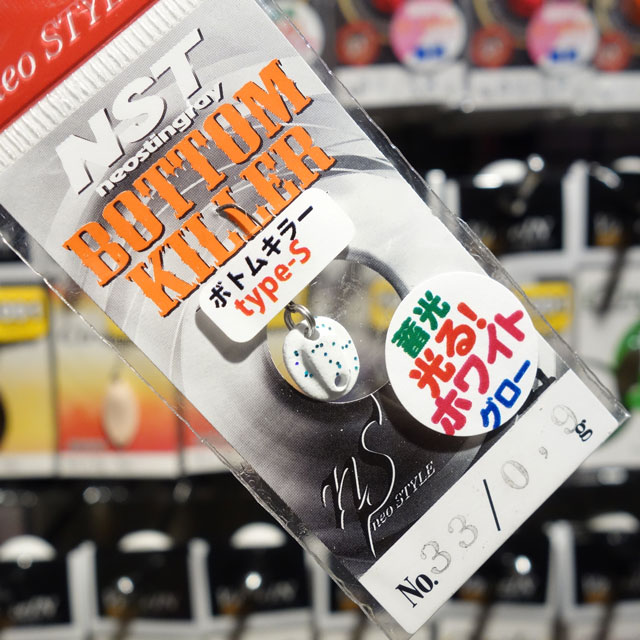 neo STYLE
NST
neostingray
BOTTOM
KILLER
ボトムキラー
type-S
蓄光
光る!
ホワイト
グロー
nS
neo STYLE
No.33/0,9g